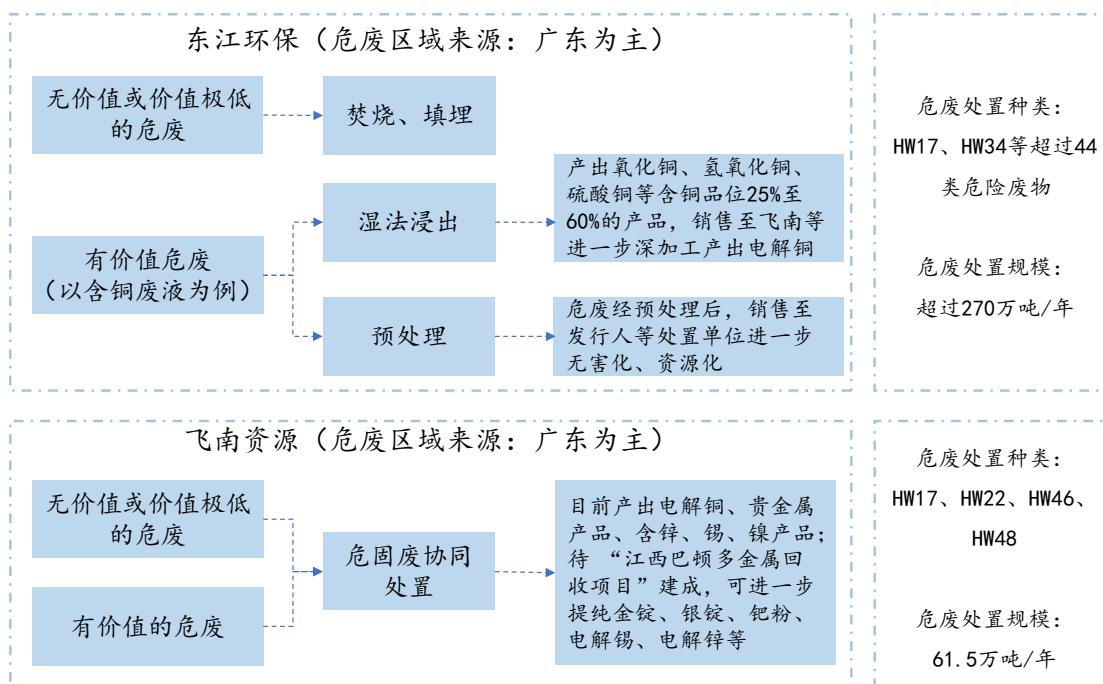 东江环保（危废区域来源：广东为主）
无价值或价值极低
的危废
焚烧、填埋
有价值危废
（以含铜废液为例）
湿法浸出
产出氧化铜、氢氧化铜、
硫酸铜等含铜品位25%至
60%的产品，销售至飞南等
进一步深加工产出电解铜
预处理
危废经预处理后，销售至
发行人等处置单位进一步
无害化、资源化
危废处置种类：
HW17、HW34等超过44
类危险废物
危废处置规模：
超过270万吨/年
飞南资源（危废区域来源：广东为主）
无价值或价值极低
的危废
有价值的危废
危固废协同
处置
目前产出电解铜、贵金属
产品、含锌、锡、镍产品；
待 “江西巴顿多金属回
收项目”建成，可进一步
提纯金锭、银锭、钯粉、
电解锡、电解锌等
危废处置种类：
HW17、HW22、HW46、
HW48
危废处置规模：
61.5万吨/年